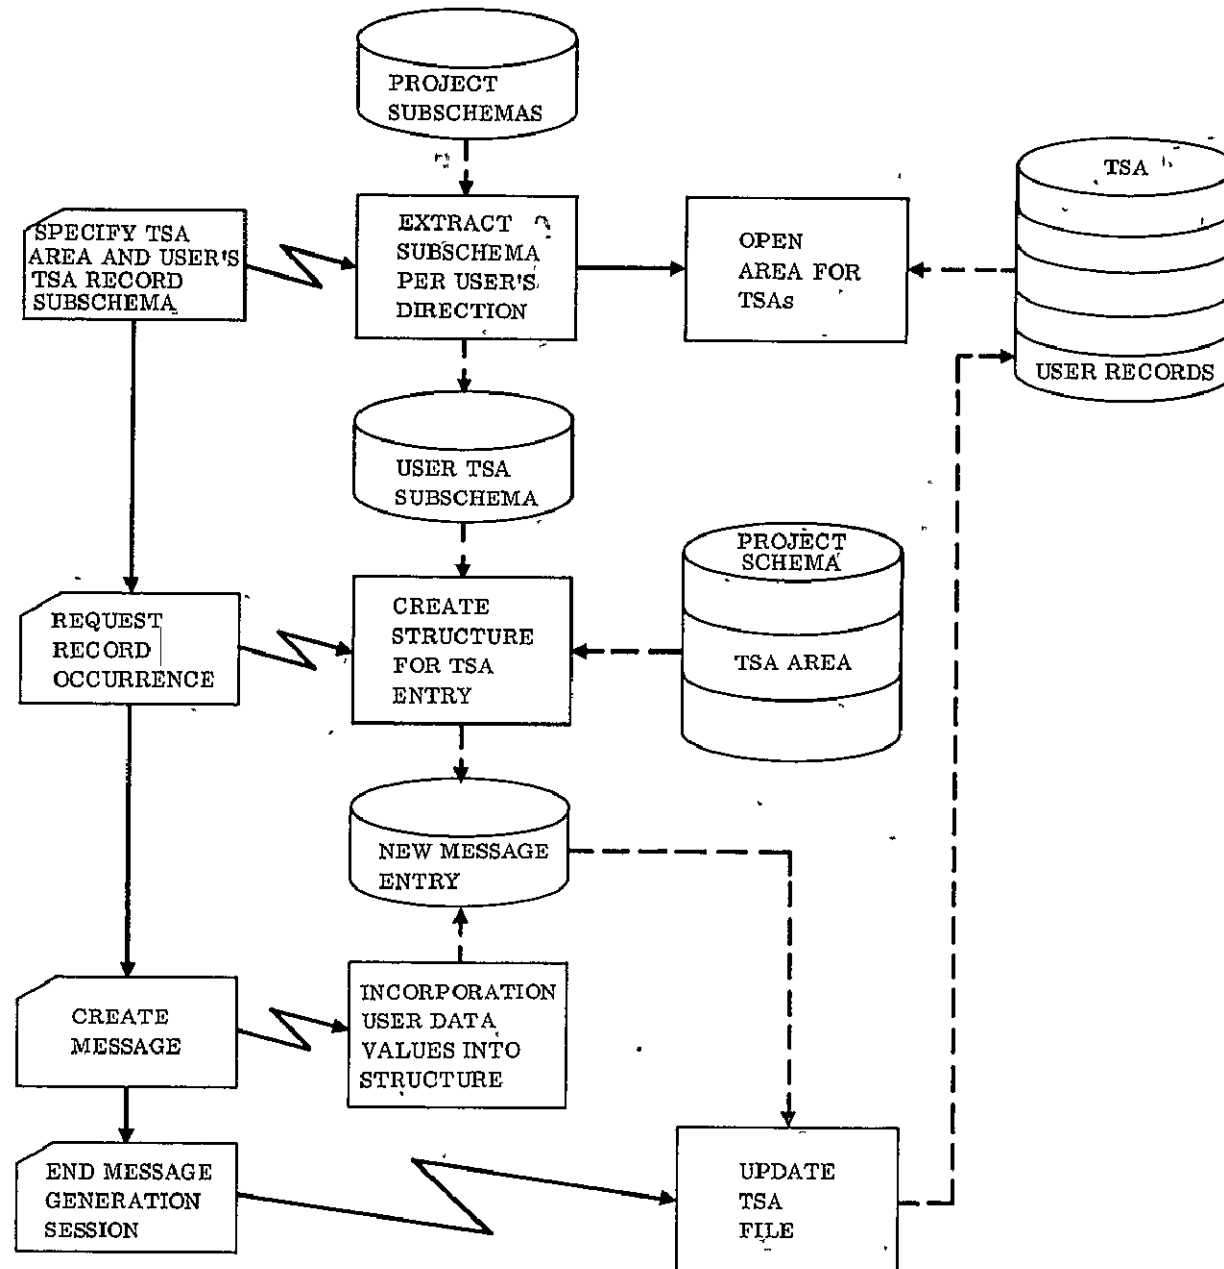 PROJECT
SUBSCHEMAS
TSA
SPECIFY TSA
AREA AND USER'S
TSA RECORD
SUBSCHEMA
EXTRACT
SUBSCHEMA
PER USER'S
DIRECTION
OPEN
AREA FOR
TSAs
USER RECORDS
USER TSA
SUBSCHEMA
PROJECT
SCHEMA
TSA AREA
REQUEST
RECORD
OCCURRENCE
CREATE
STRUCTURE
FOR TSA
ENTRY
NEW MESSAGE
ENTRY
CREATE
MESSAGE
INCORPORATION
USER DATA
VALUES INTO
STRUCTURE
END MESSAGE
GENERATION
SESSION
UPDATE
TSA
FILE